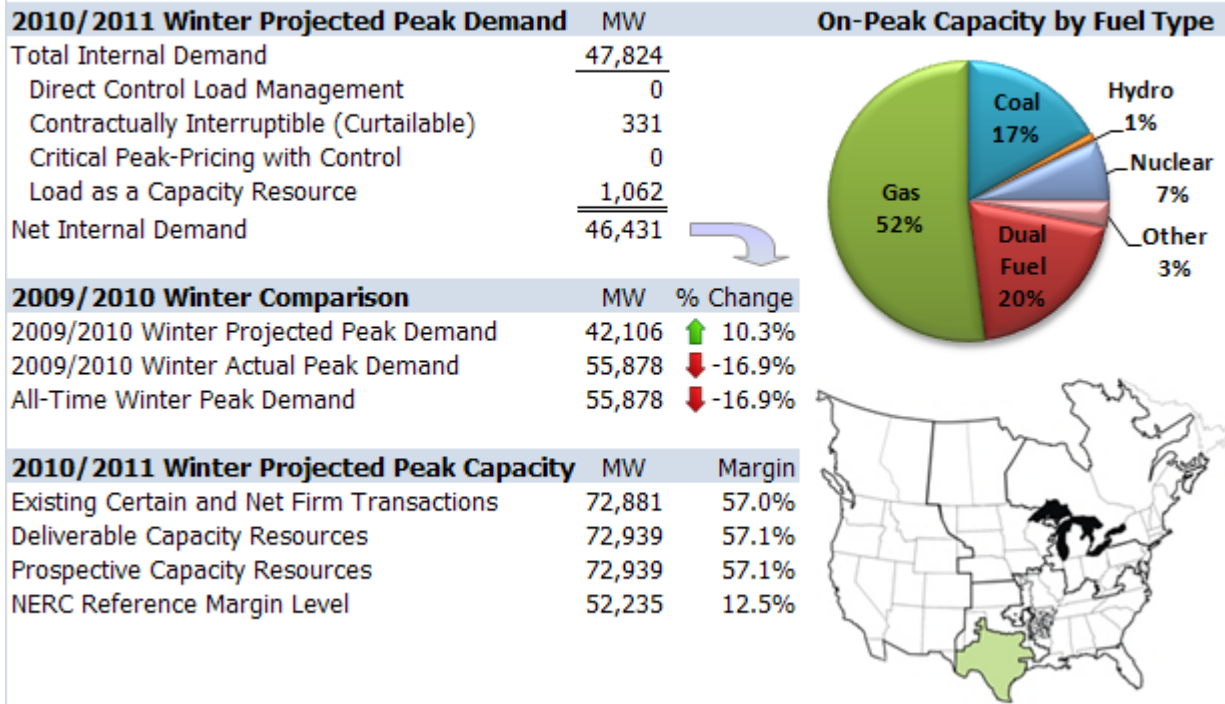 2010/2011 Winter Projected Peak Demand MW
Total Internal Demand 47,824
Direct Control Load Management 0
Contractually Interruptible (Curtailable) 331
Critical Peak-Pricing with Control 0
Load as a Capacity Resource 1,062
Net Internal Demand 46,431
2009/2010 Winter Comparison MW % Change
2009/2010 Winter Projected Peak Demand 42,106 10.3%
2009/2010 Winter Actual Peak Demand 55,878 -16.9%
All-Time Winter Peak Demand 55,878 -16.9%
2010/2011 Winter Projected Peak Capacity MW Margin
Existing Certain and Net Firm Transactions 72,881 57.0%
Deliverable Capacity Resources 72,939 57.1%
Prospective Capacity Resources 72,939 57.1%
NERC Reference Margin Level 52,235 12.5%
On-Peak Capacity by Fuel Type
Coal
17%
Hydro
1%
Nuclear
7%
Other
3%
Dual
Fuel
20%
Gas
52%